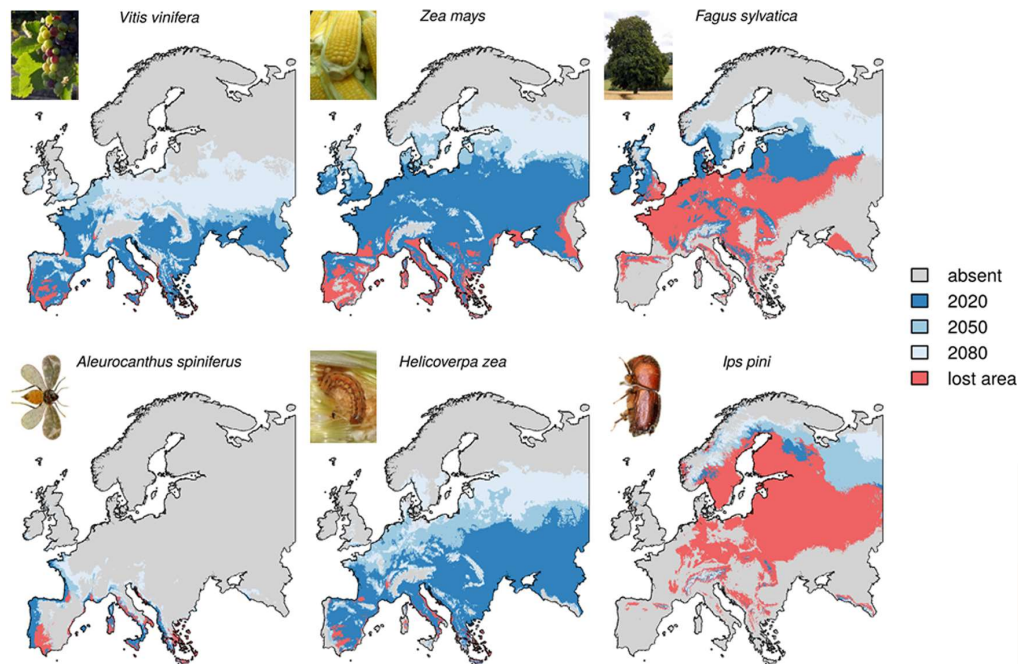 Vitis vinifera
Zea mays
Fagus sylvatica
absent
2020
2050
2080
lost area
Aleurocanthus spiniferus
Helicoverpa zea
Ips pini